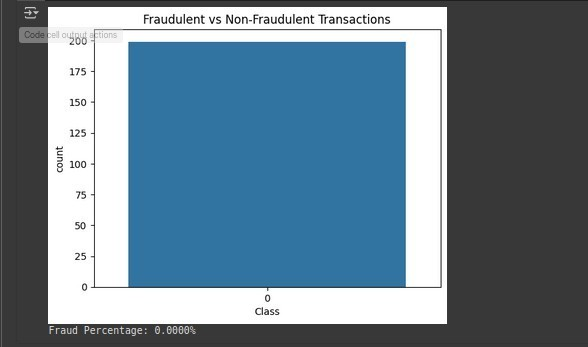 Fraudulent vs Non-Fraudulent Transactions
Code cell output actions
200
175
150
125
100
75
50
25
0
count
0
Class
Fraud Percentage: 0.0000%